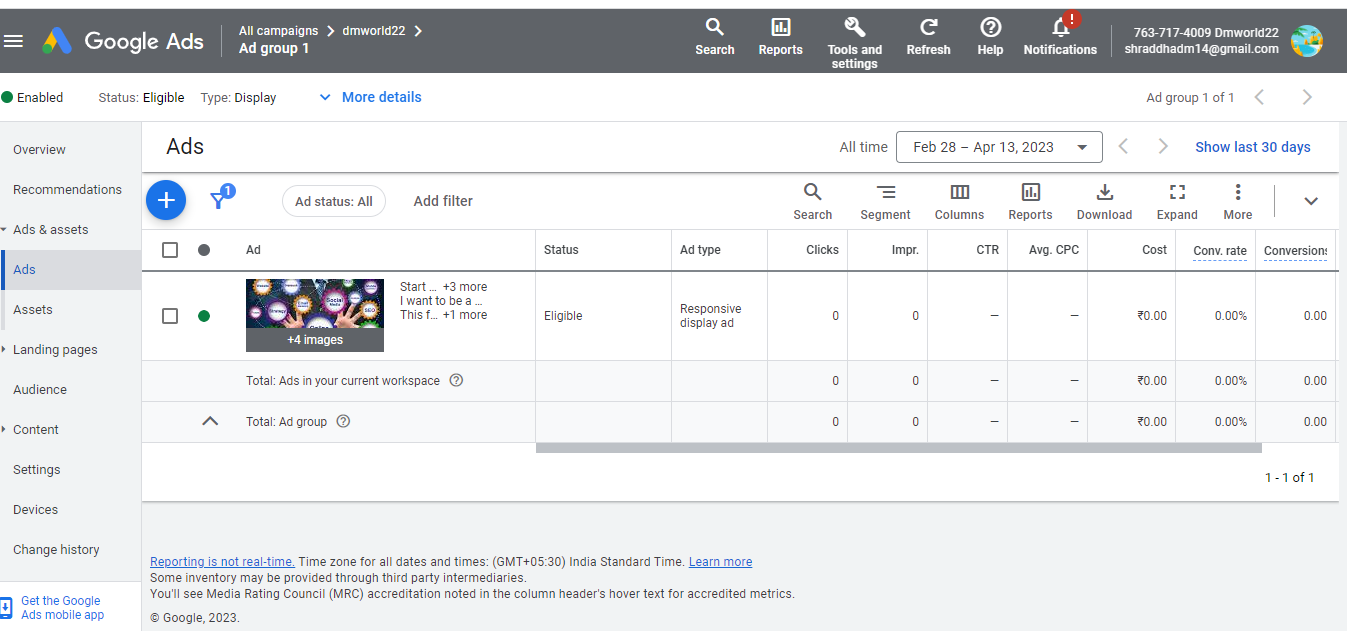 Google Ads
All campaigns > dmworld22 >
Ad group 1
Search
Reports
Tools and settings
Refresh
Help
!
Notifications
763-717-4009 Dmworld22
shraddhadm14@gmail.com
Enabled
Status: Eligible
Type: Display
More details
Ad group 1 of 1
Overview
Recommendations
Ads & assets
Ads
Assets
Landing pages
Audience
Content
Settings
Devices
Change history
Get the Google
Ads mobile app
Ads
All time
Feb 28 – Apr 13, 2023
Show last 30 days
1
Ad status: All
Add filter
Search
Segment
Columns
Reports
Download
Expand
More
Ad Status Ad type Clicks Impr. CTR Avg. CPC Cost Conv. rate Conversions
Social Media
SEO
Strategy
+4 images
Start ... +3 more
I want to be a ...
This f... +1 more
Eligible
Responsive
display ad
0 0 – – ₹0.00 0.00% 0.00
Total: Ads in your current workspace 0 0 – – ₹0.00 0.00% 0.00
Total: Ad group 0 0 – – ₹0.00 0.00% 0.00
1 - 1 of 1
Reporting is not real-time. Time zone for all dates and times: (GMT+05:30) India Standard Time. Learn more
Some inventory may be provided through third party intermediaries.
You'll see Media Rating Council (MRC) accreditation noted in the column header's hover text for accredited metrics.
© Google, 2023.